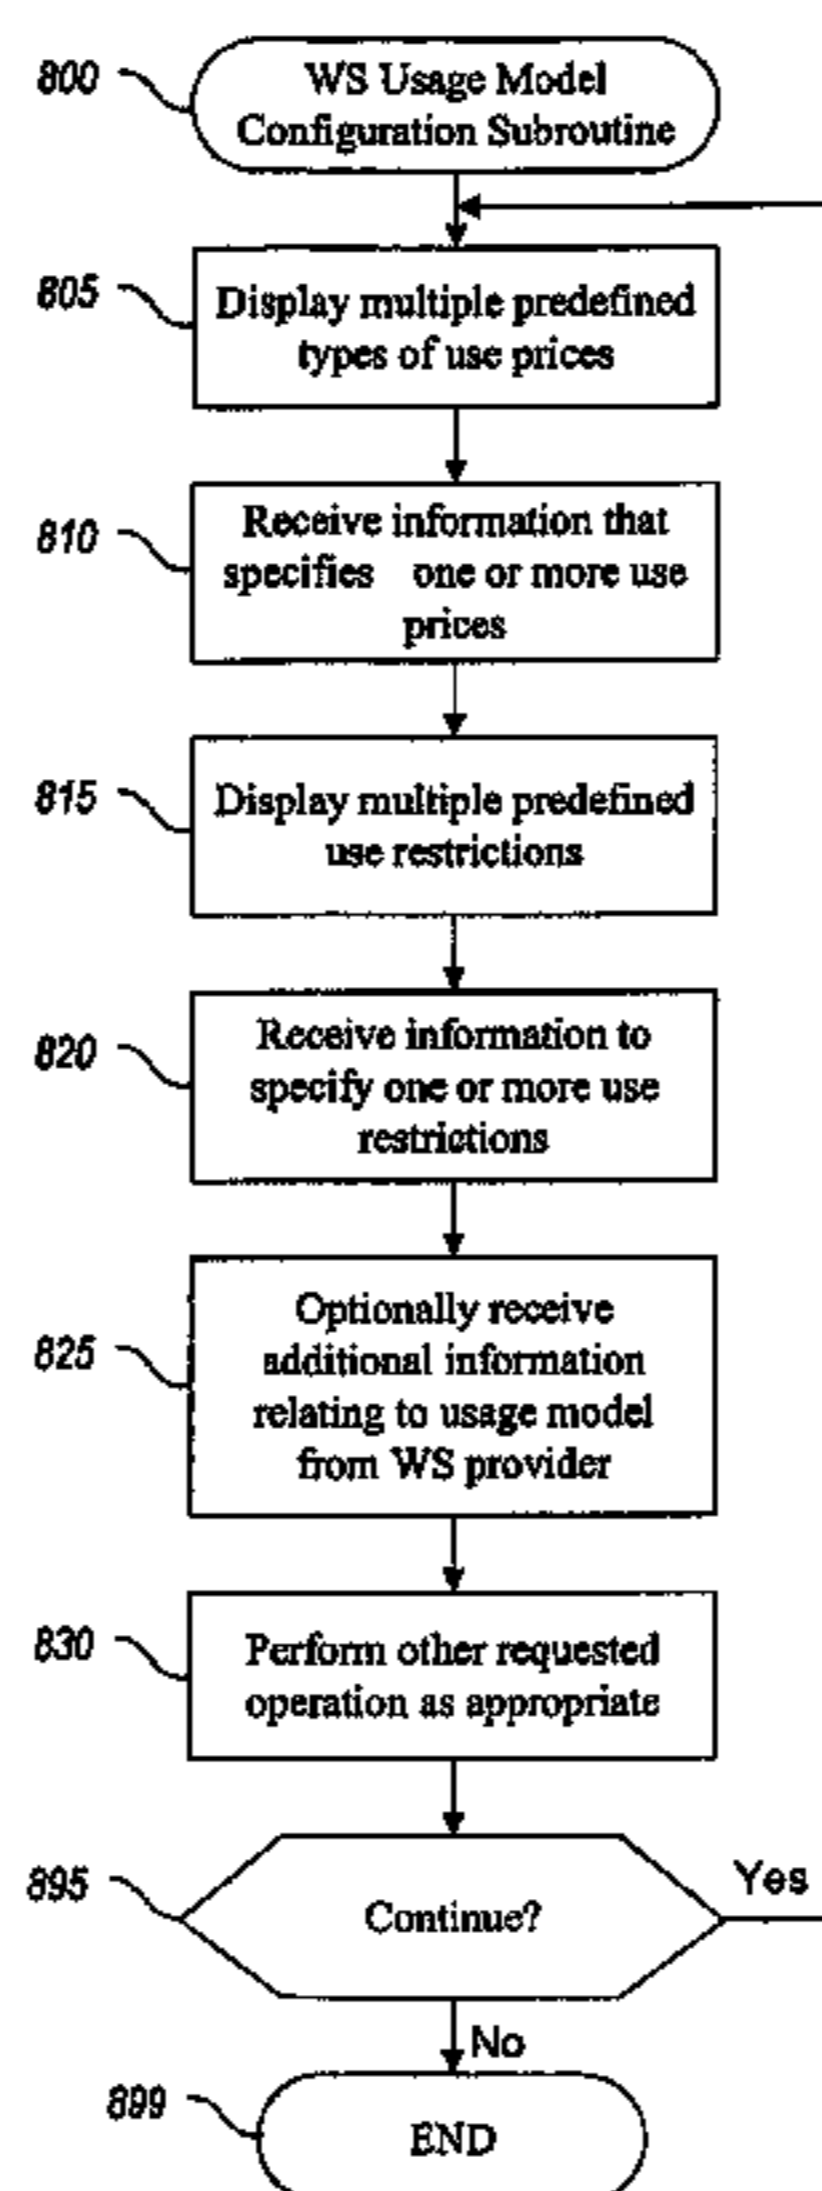 800
WS Usage Model
Configuration Subroutine
805
Display multiple predefined
types of use prices
810
Receive information that
specifies one or more use
prices
815
Display multiple predefined
use restrictions
820
Receive information to
specify one or more use
restrictions
825
Optionally receive
additional information
relating to usage model
from WS provider
830
Perform other requested
operation as appropriate
895
Continue?
Yes
No
899
END